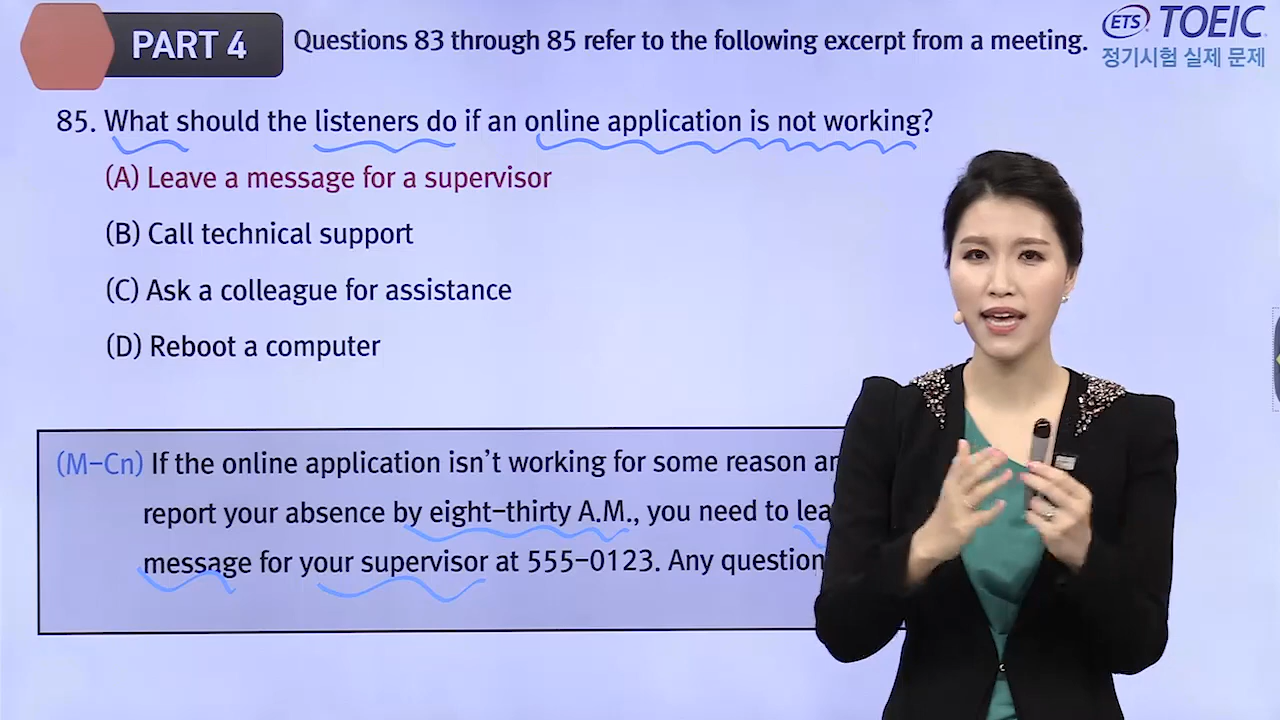 PART 4
Questions 83 through 85 refer to the following excerpt from a meeting.
ETS TOEIC
정기시험 실제 문제
85. What should the listeners do if an online application is not working?
(A) Leave a message for a supervisor
(B) Call technical support
(C) Ask a colleague for assistance
(D) Reboot a computer
(M-Cn) If the online application isn't working for some reason
report your absence by eight-thirty A.M., you need to
message for your supervisor at 555-0123. Any question